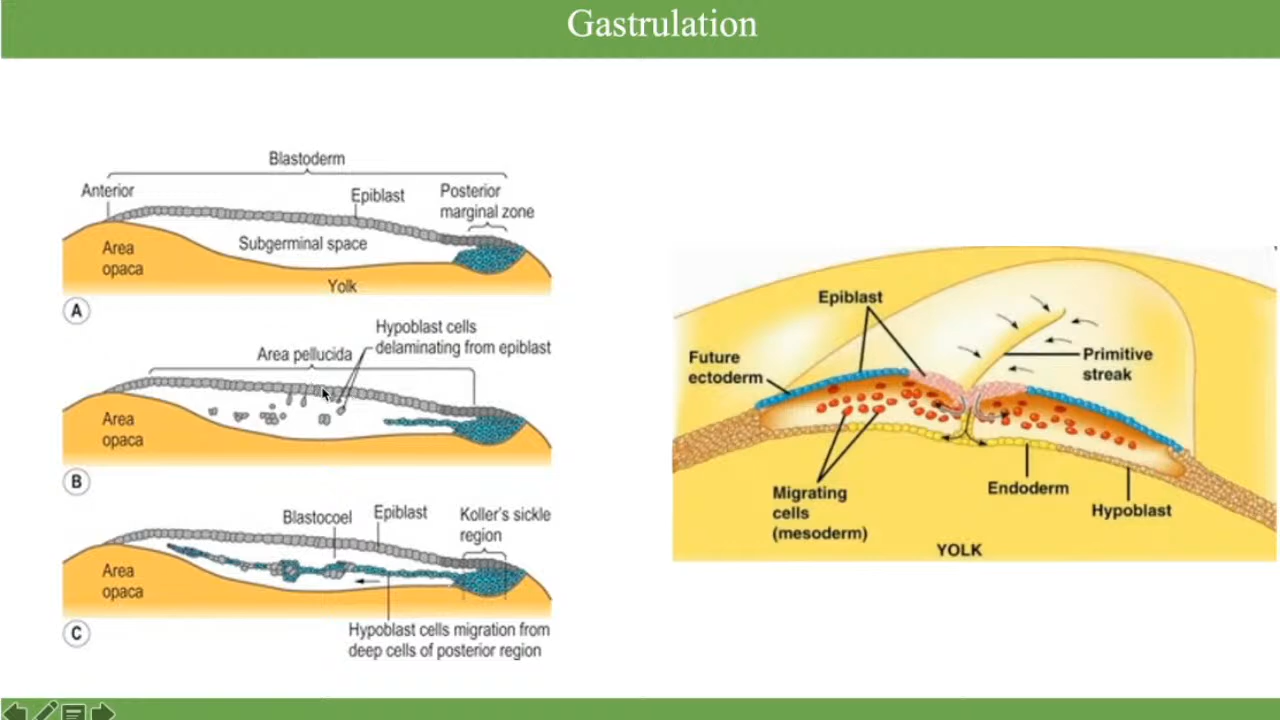 Gastrulation
Blastoderm
Anterior
Epiblast
Posterior
marginal zone
Area
opaca
Subgerminal space
Yolk
A
Hypoblast cells
delaminating from epiblast
Area pellucida
Area
opaca
B
Blastocoel
Epiblast
Koller's sickle
region
Area
opaca
C
Hypoblast cells migration from
deep cells of posterior region
Epiblast
Future
ectoderm
Primitive
streak
Migrating
cells
(mesoderm)
Endoderm
Hypoblast
YOLK